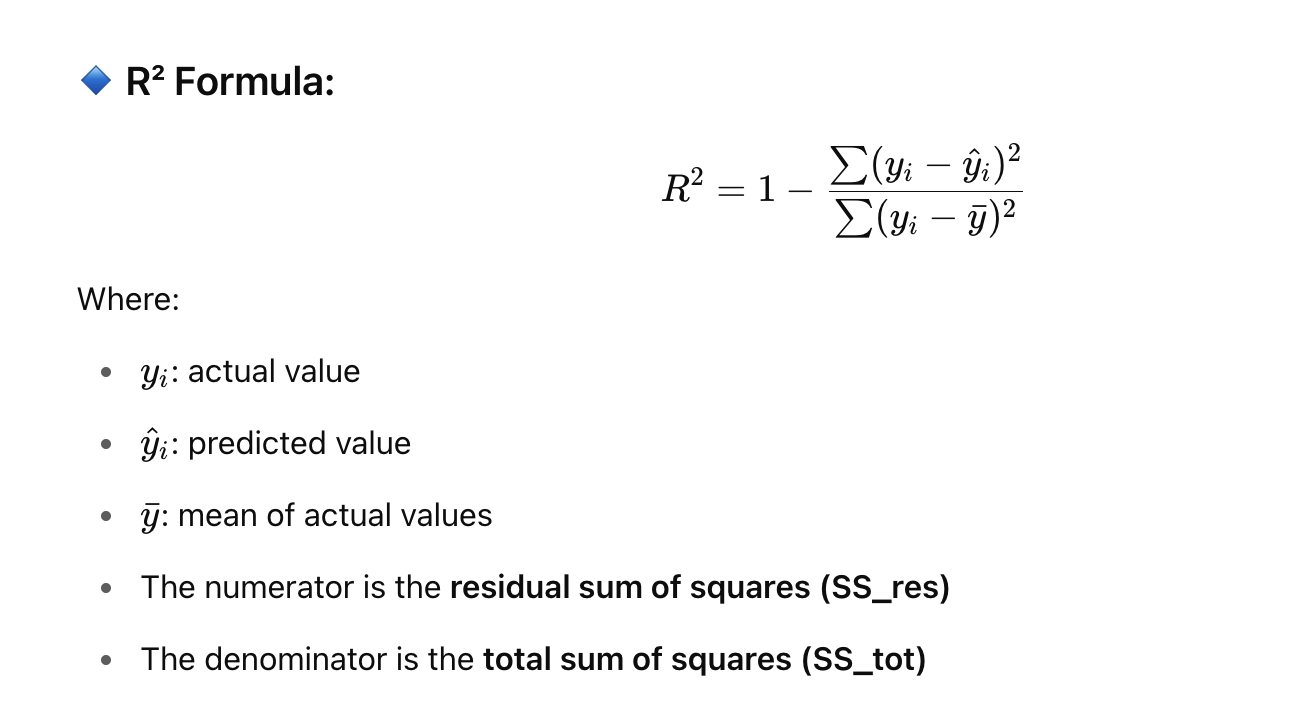 🔷 R² Formula:
R² = 1 − ∑(yᵢ − ŷᵢ)² / ∑(yᵢ − ȳ)²
Where:
• yᵢ: actual value
• ŷᵢ: predicted value
• ȳ: mean of actual values
• The numerator is the residual sum of squares (SS_res)
• The denominator is the total sum of squares (SS_tot)